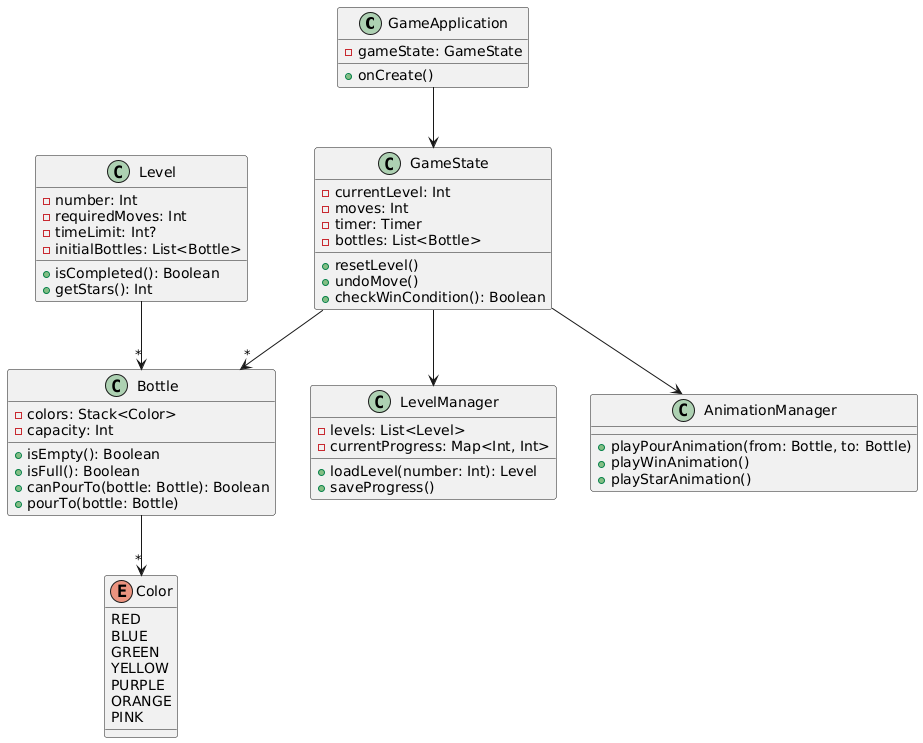 C GameApplication
gameState: GameState
onCreate()
C Level
number: Int
requiredMoves: Int
timeLimit: Int?
initialBottles: List<Bottle>
isCompleted(): Boolean
getStars(): Int
C GameState
currentLevel: Int
moves: Int
timer: Timer
bottles: List<Bottle>
resetLevel()
undoMove()
checkWinCondition(): Boolean
*
*
C Bottle
colors: Stack<Color>
capacity: Int
isEmpty(): Boolean
isFull(): Boolean
canPourTo(bottle: Bottle): Boolean
pourTo(bottle: Bottle)
C LevelManager
levels: List<Level>
currentProgress: Map<Int, Int>
loadLevel(number: Int): Level
saveProgress()
C AnimationManager
playPourAnimation(from: Bottle, to: Bottle)
playWinAnimation()
playStarAnimation()
*
E Color
RED
BLUE
GREEN
YELLOW
PURPLE
ORANGE
PINK